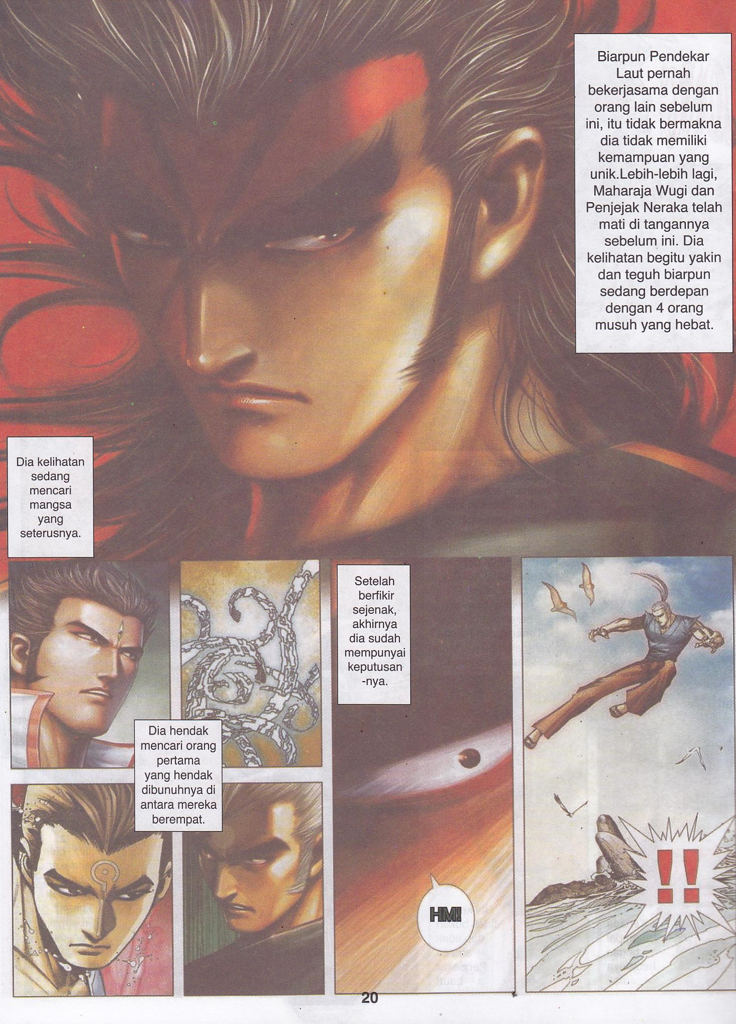 Biarpun Pendekar
Laut pernah
bekerjasama dengan
orang lain sebelum
ini, itu tidak bermakna
dia tidak memiliki
kemampuan yang
unik.Lebih-lebih lagi,
Maharaja Wugi dan
Penjejak Neraka telah
mati di tangannya
sebelum ini. Dia
kelihatan begitu yakin
dan teguh biarpun
sedang berdepan
dengan 4 orang
musuh yang hebat.
Dia kelihatan
sedang
mencari
mangsa
yang
seterusnya.
Dia hendak
mencari orang
pertama
yang hendak
dibunuhnya di
antara mereka
berempat.
Setelah
berfikir
sejenak,
akhirnya
dia sudah
mempunyai
keputusan
-nya.
HM!
!!
20